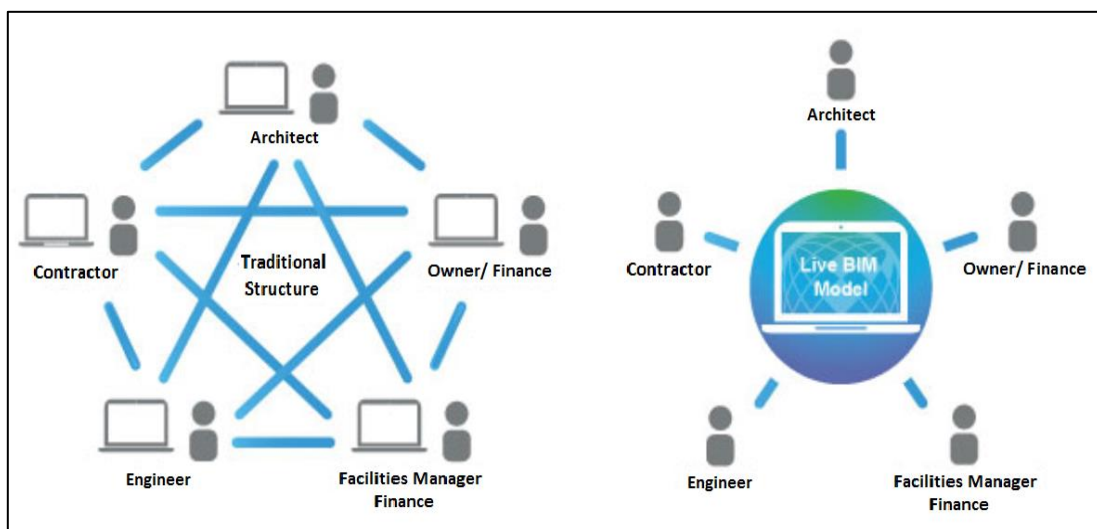 Architect
Contractor
Traditional
Structure
Owner/ Finance
Engineer
Facilities Manager
Finance
Architect
Contractor
Live BIM
Model
Owner/ Finance
Engineer
Facilities Manager
Finance